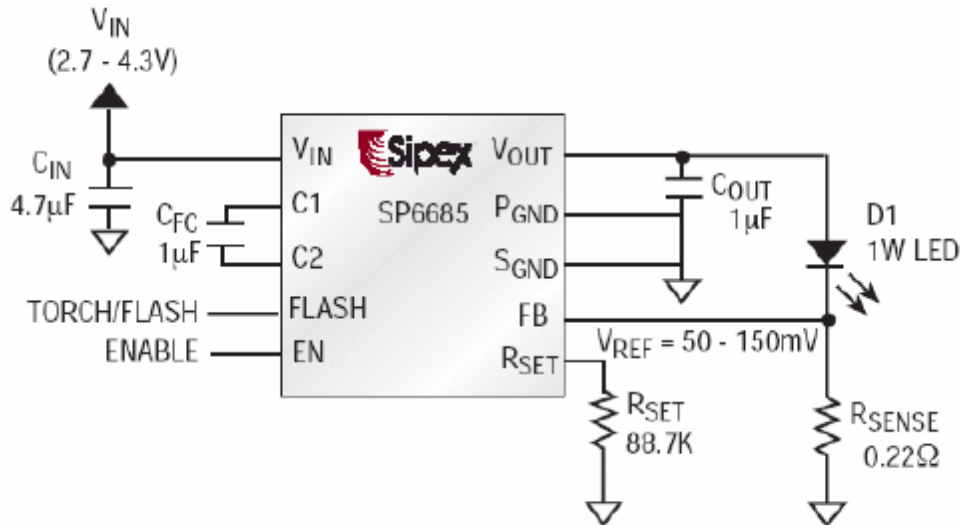 VIN
(2.7 - 4.3V)
CIN
4.7µF
CFC
1µF
TORCH/FLASH
ENABLE
VIN
C1
C2
FLASH
EN
Sipex
SP6685
VOUT
PGND
SGND
FB
RSET
COUT
1µF
D1
1W LED
VREF = 50 - 150mV
RSET
88.7K
RSENSE
0.22Ω